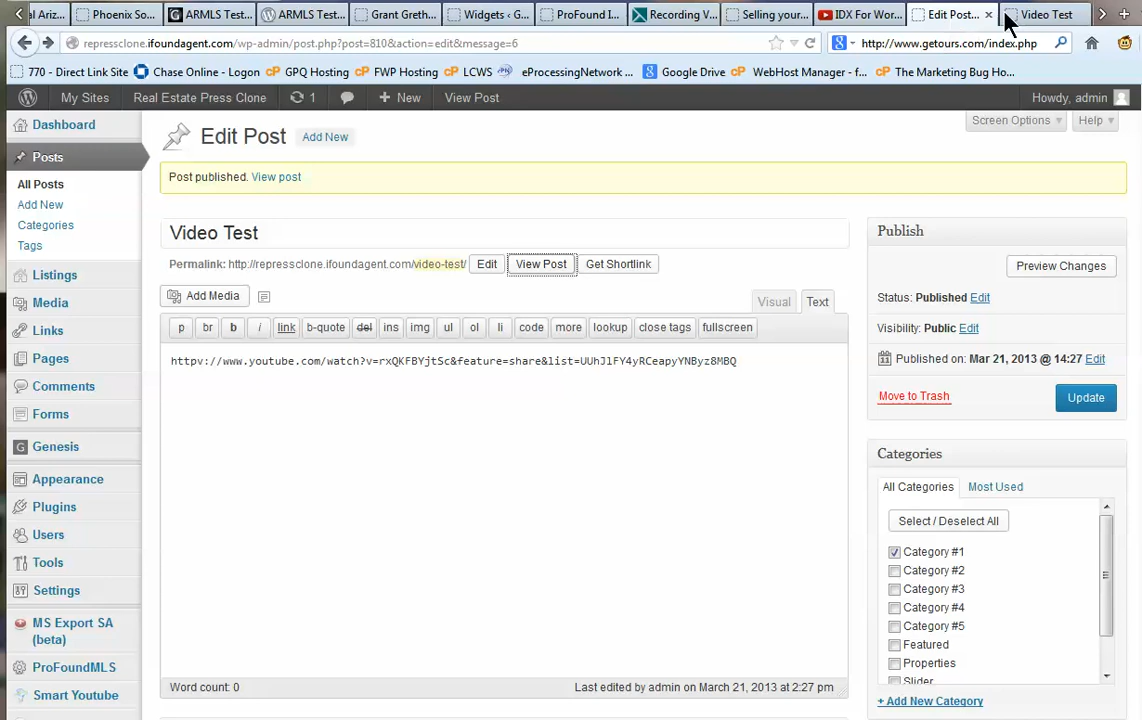 al Ariz...
Phoenix So...
ARMLS Test...
ARMLS Test...
Grant Greth...
Widgets ‹ G...
ProFound I...
Recording V...
Selling your...
IDX For Wor...
Edit Post...
Video Test
repressclone.ifoundagent.com/wp-admin/post.php?post=810&action=edit&message=6
http://www.getours.com/index.php
770 - Direct Link Site
Chase Online - Logon
GPQ Hosting
FWP Hosting
LCWS
eProcessingNetwork ...
Google Drive
WebHost Manager - f...
The Marketing Bug Ho...
My Sites
Real Estate Press Clone
1
New
View Post
Howdy, admin
Dashboard
Posts
All Posts
Add New
Categories
Tags
Listings
Media
Links
Pages
Comments
Forms
Genesis
Appearance
Plugins
Users
Tools
Settings
MS Export SA
(beta)
ProFoundMLS
Smart Youtube
Screen Options
Help
Edit Post
Add New
Post published. View post
Video Test
Permalink: http://repressclone.ifoundagent.com/video-test/
Edit
View Post
Get Shortlink
Add Media
Visual
Text
p
br
b
i
link
b-quote
del
ins
img
ul
ol
li
code
more
lookup
close tags
fullscreen
httpv://www.youtube.com/watch?v=rxQKFBYjtSc&feature=share&list=UUhJlFY4yRCeapyYNByz8MBQ
Word count: 0
Last edited by admin on March 21, 2013 at 2:27 pm
Publish
Preview Changes
Status: Published Edit
Visibility: Public Edit
Published on: Mar 21, 2013 @ 14:27 Edit
Move to Trash
Update
Categories
All Categories
Most Used
Select / Deselect All
Category #1
Category #2
Category #3
Category #4
Category #5
Featured
Properties
Slider
+ Add New Category